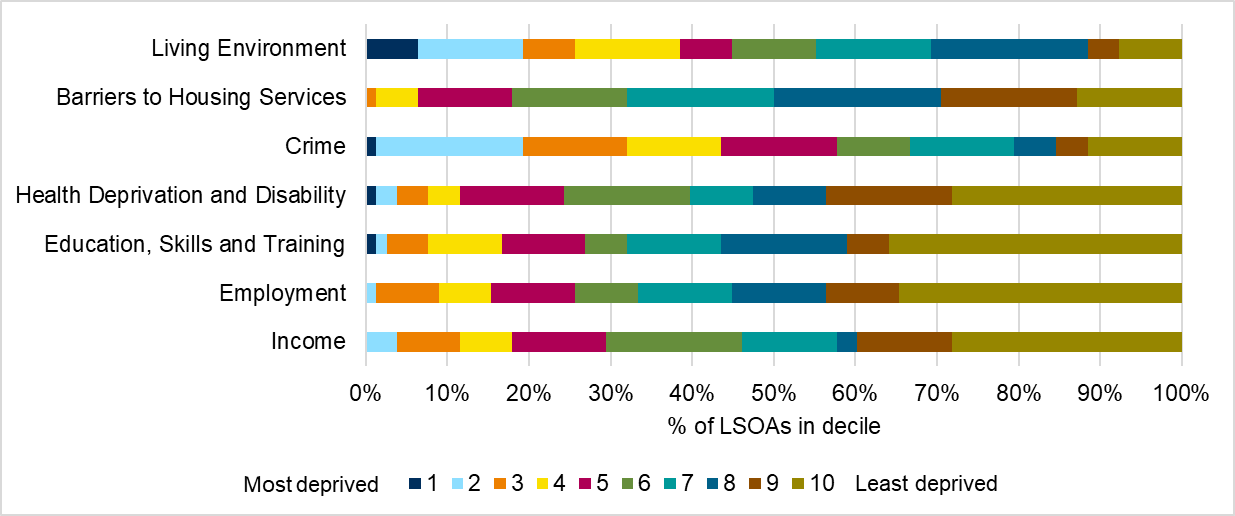 Living Environment
Barriers to Housing Services
Crime
Health Deprivation and Disability
Education, Skills and Training
Employment
Income
0% 10% 20% 30% 40% 50% 60% 70% 80% 90% 100%
% of LSOAs in decile
Most deprived 1 2 3 4 5 6 7 8 9 10 Least deprived